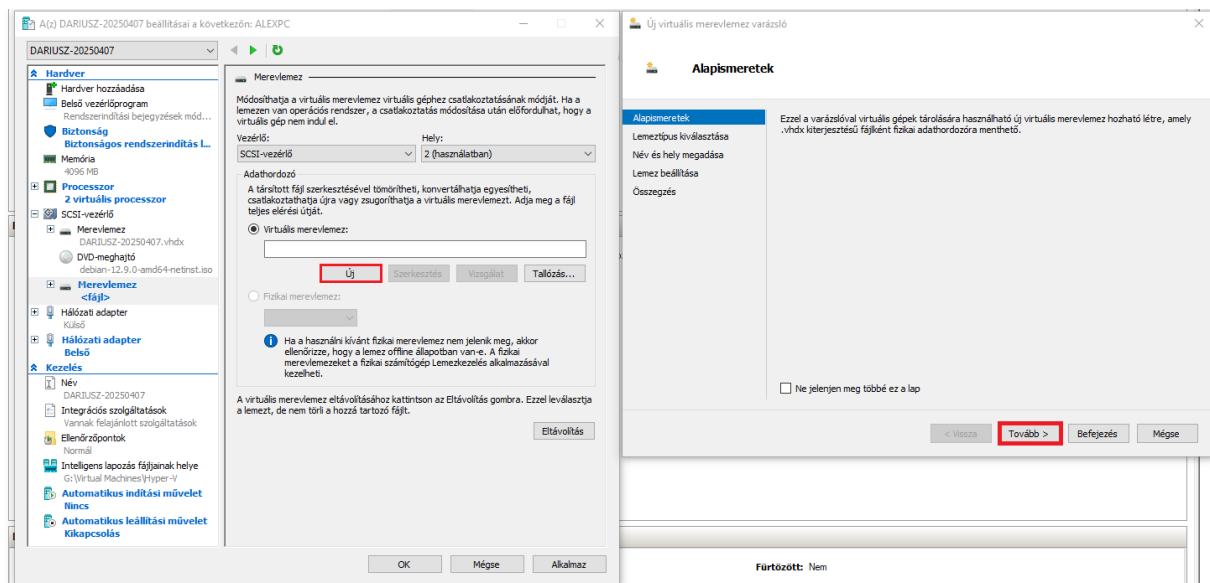 A(z) DARIUSZ-20250407 beállításai a következőn: ALEXPC
DARIUSZ-20250407
Hardver
Hardver hozzáadása
Belső vezérlőprogram
Rendszerindítási bejegyzések mód...
Biztonság
Biztonságos rendszerindítás l...
Memória
4096 MB
Processzor
2 virtuális processzor
SCSI-vezérlő
Merevlemez
DARIUSZ-20250407.vhdx
DVD-meghajtó
debian-12.9.0-amd64-netinst.iso
Merevlemez
<fájl>
Hálózati adapter
Külső
Hálózati adapter
Belső
Kezelés
Név
DARIUSZ-20250407
Integrációs szolgáltatások
Vannak felajánlott szolgáltatások
Ellenőrzőpontok
Normál
Intelligens lapozás fájljainak helye
G:\Virtual Machines\Hyper-V
Automatikus indítási művelet
Nincs
Automatikus leállítási művelet
Kikapcsolás
Merevlemez
Módosíthatja a virtuális merevlemez virtuális géphez csatlakoztatásának módját. Ha a
lemezen van operációs rendszer, a csatlakoztatás módosítása után előfordulhat, hogy a
virtuális gép nem indul el.
Vezérlő: Hely:
SCSI-vezérlő 2 (használatban)
Adathordozó
A társított fájl szerkesztésével tömörítheti, konvertálhatja egyesítheti,
csatlakoztathatja újra vagy zsugoríthatja a virtuális merevlemezt. Adja meg a fájl
teljes elérési útját.
Virtuális merevlemez:
Új Szerkesztés Vizsgálat Tallózás...
Fizikai merevlemez:
Ha a használni kívánt fizikai merevlemez nem jelenik meg, akkor
ellenőrizze, hogy a lemez offline állapotban van-e. A fizikai
merevlemezeket a fizikai számítógép Lemezkezelés alkalmazásával
kezelheti.
A virtuális merevlemez eltávolításához kattintson az Eltávolítás gombra. Ezzel leválasztja
a lemezt, de nem törli a hozzá tartozó fájlt.
Eltávolítás
OK Mégse Alkalmaz
Új virtuális merevlemez varázsló
Alapismeretek
Alapismeretek
Lemeztípus kiválasztása
Név és hely megadása
Lemez beállítása
Összegzés
Ezzel a varázslóval virtuális gépek tárolására használható új virtuális merevlemez hozható létre, amely
.vhdx kiterjesztésű fájlként fizikai adathordozóra menthető.
Ne jelenjen meg többé ez a lap
< Vissza Tovább > Befejezés Mégse
Fürtözött: Nem